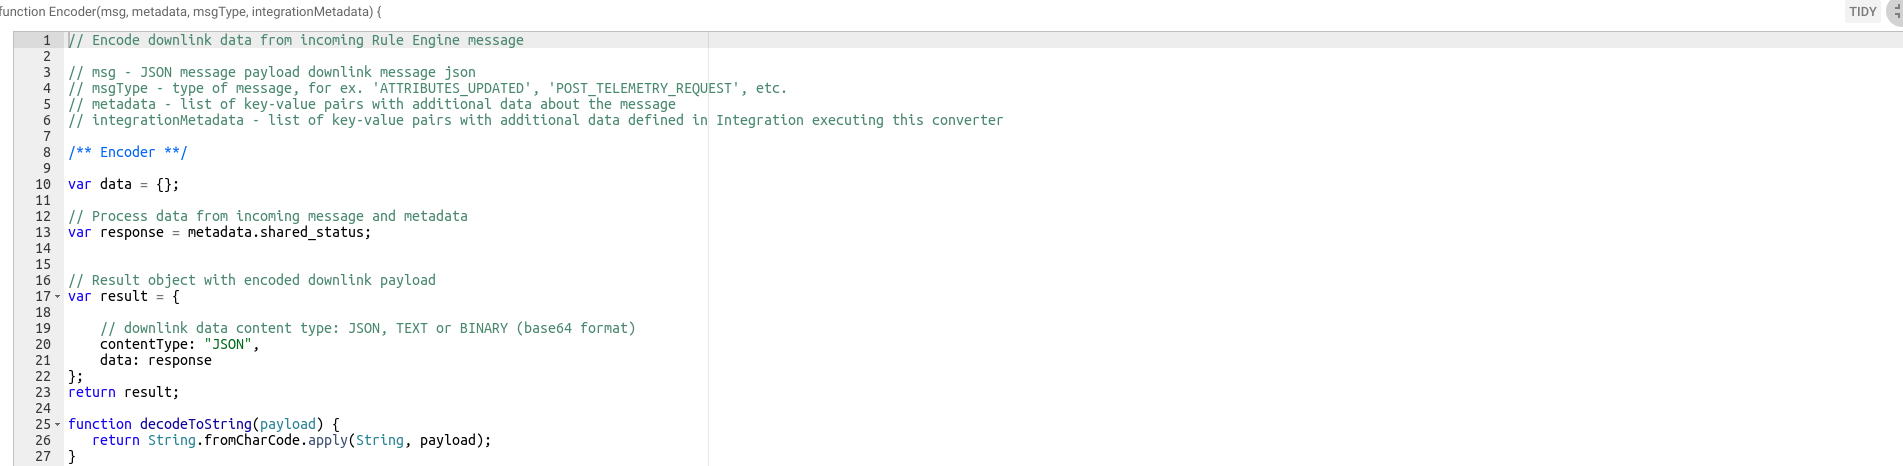 function Encoder(msg, metadata, msgType, integrationMetadata) {
TIDY
1 // Encode downlink data from incoming Rule Engine message
2
3 // msg - JSON message payload downlink message json
4 // msgType - type of message, for ex. 'ATTRIBUTES_UPDATED', 'POST_TELEMETRY_REQUEST', etc.
5 // metadata - list of key-value pairs with additional data about the message
6 // integrationMetadata - list of key-value pairs with additional data defined in Integration executing this converter
7
8 /** Encoder **/
9
10 var data = {};
11
12 // Process data from incoming message and metadata
13 var response = metadata.shared_status;
14
15
16 // Result object with encoded downlink payload
17 var result = {
18
19     // downlink data content type: JSON, TEXT or BINARY (base64 format)
20     contentType: "JSON",
21     data: response
22 };
23 return result;
24
25 function decodeToString(payload) {
26    return String.fromCharCode.apply(String, payload);
27 }